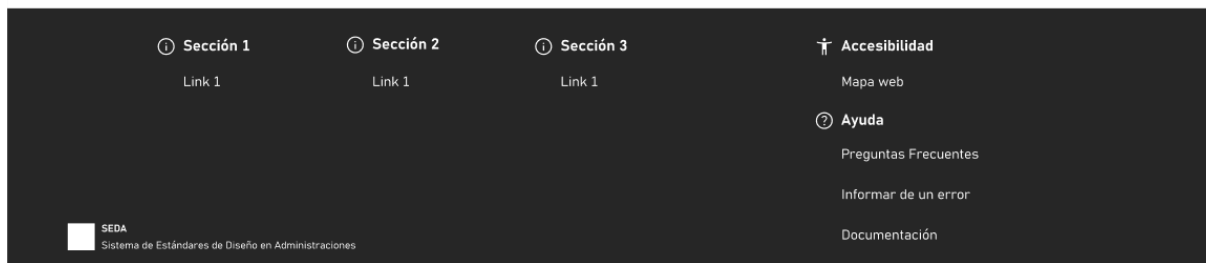 Sección 1
Link 1
Sección 2
Link 1
Sección 3
Link 1
Accesibilidad
Mapa web
Ayuda
Preguntas Frecuentes
Informar de un error
Documentación
SEDA
Sistema de Estándares de Diseño en Administraciones